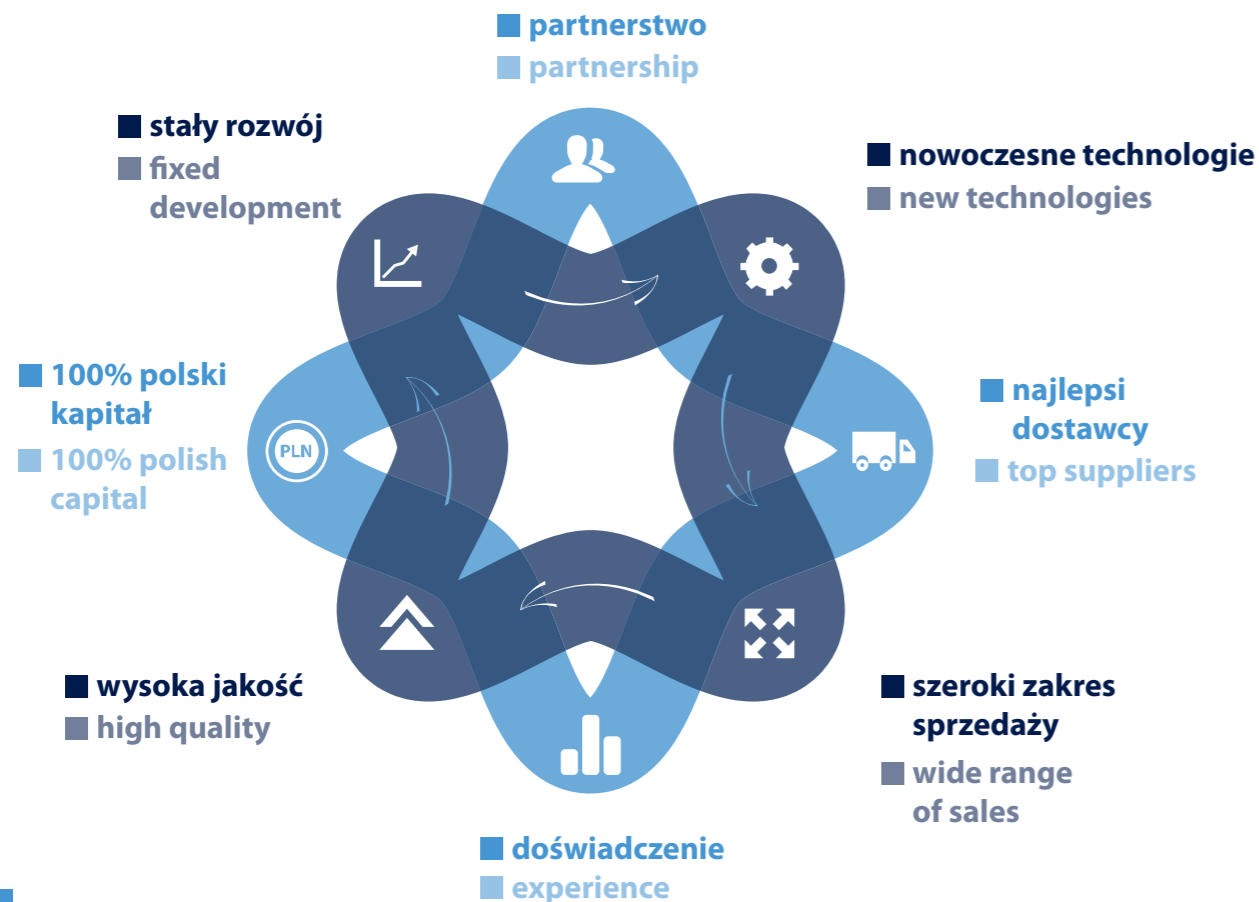 partnerstwo
partnership
stały rozwój
fixed
development
nowoczesne technologie
new technologies
100% polski
kapitał
100% polish
capital
PLN
najlepsi
dostawcy
top suppliers
wysoka jakość
high quality
szeroki zakres
sprzedaży
wide range
of sales
doświadczenie
experience